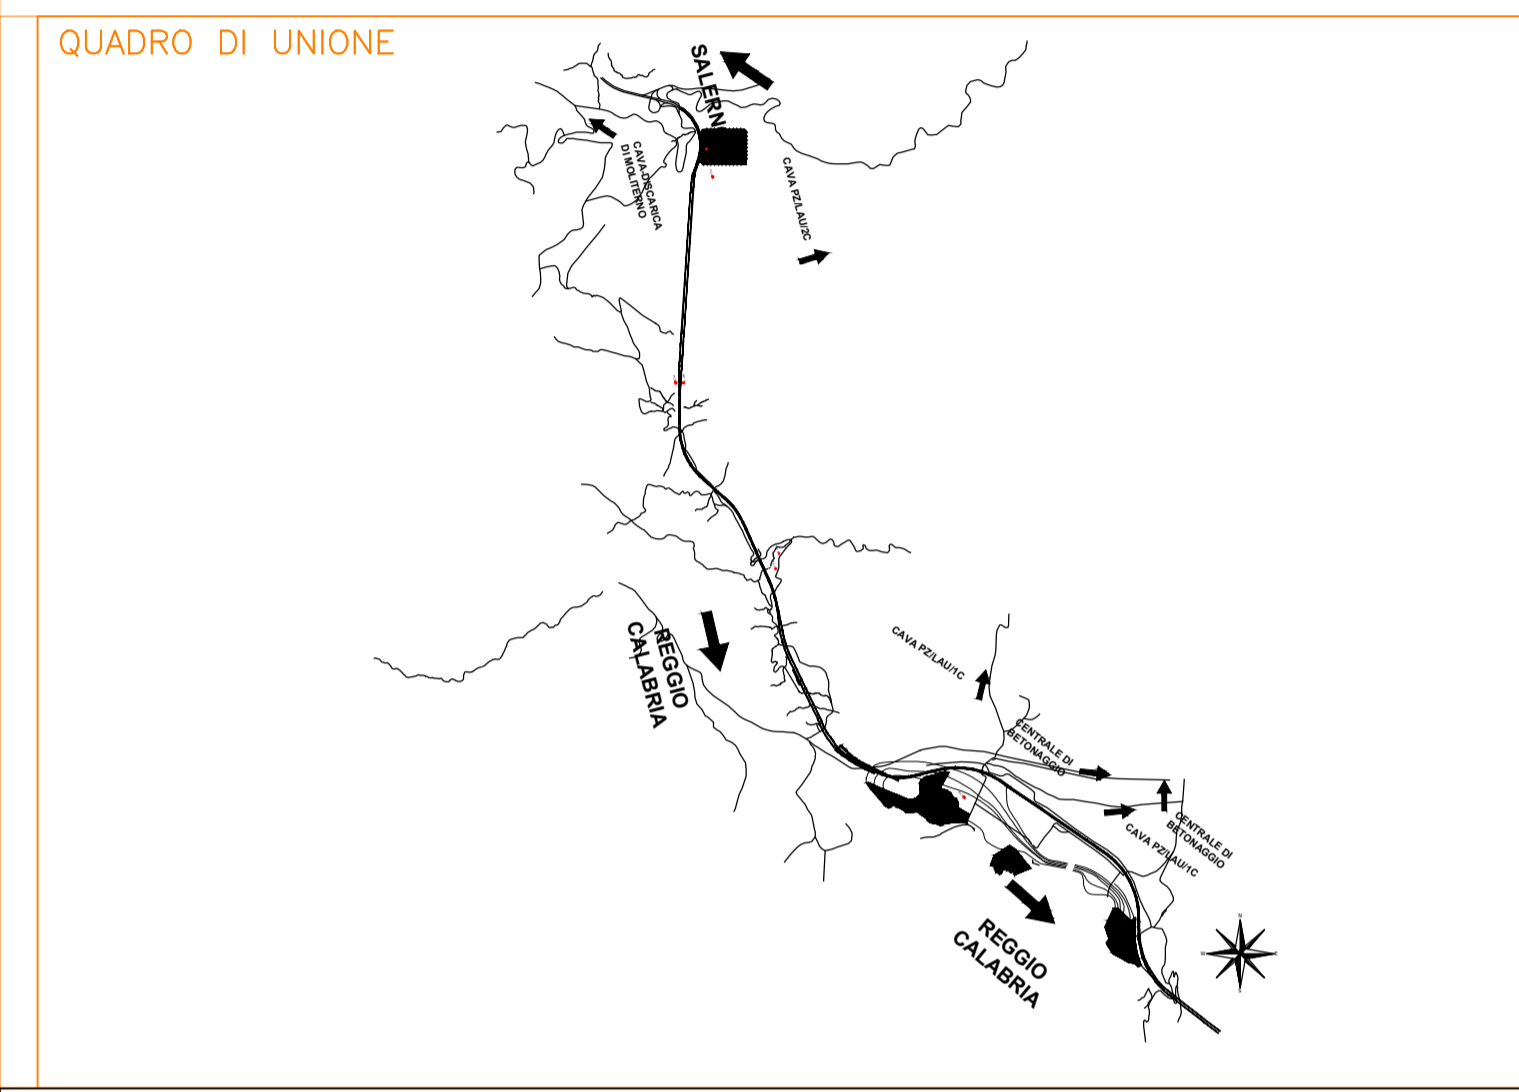 QUADRO DI UNIONE
SALERN
CAVA-DISCARICA
DI MOLITERNO
CAVA PZ/LAU/2C
REGGIO
CALABRIA
CAVA PZ/LAU/1C
CENTRALE DI
BETONAGGIO
CENTRALE DI
BETONAGGIO
CAVA PZ/LAU/1C
REGGIO
CALABRIA
N
W
E
S